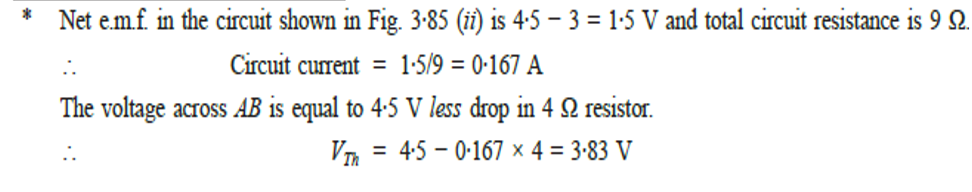 * Net e.m.f. in the circuit shown in Fig. 3·85 (ii) is 4·5 – 3 = 1·5 V and total circuit resistance is 9 Ω.
∴ Circuit current = 1·5/9 = 0·167 A
The voltage across AB is equal to 4·5 V less drop in 4 Ω resistor.
∴ V_Th = 4·5 – 0·167 × 4 = 3·83 V